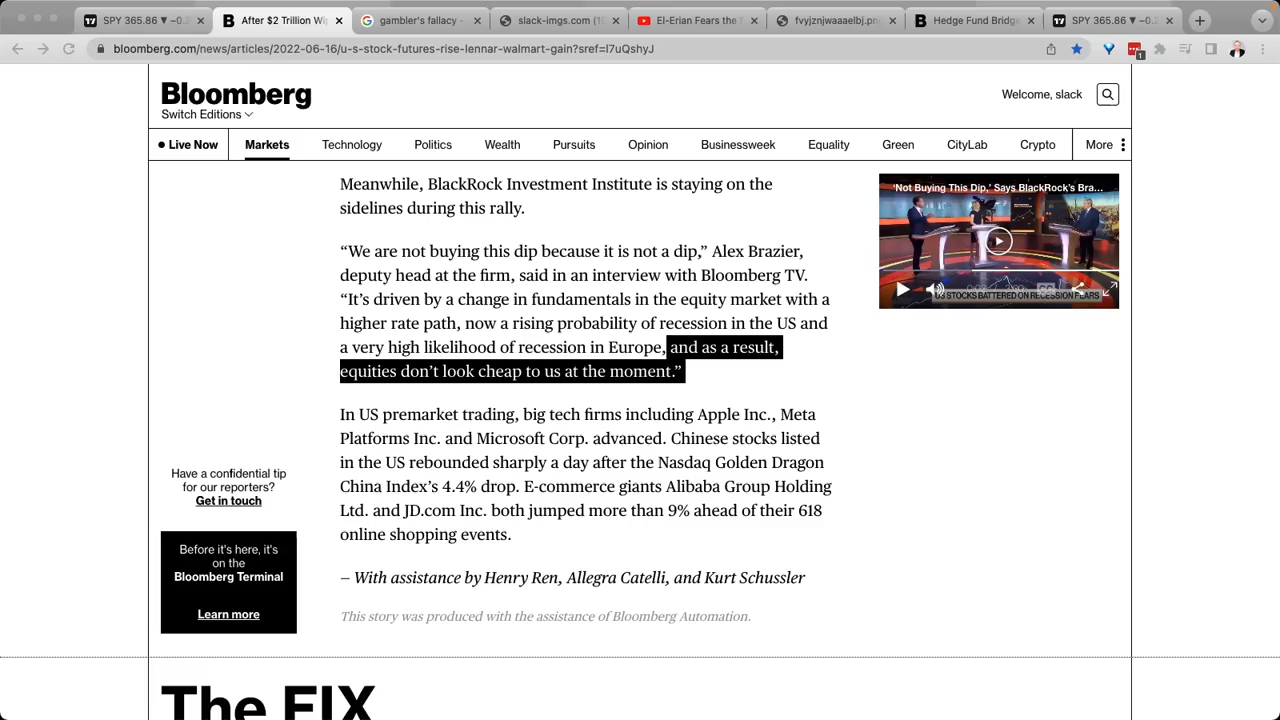 SPY 365.86 ▼ −0.
After $2 Trillion Wi
gambler's fallacy -
slack-imgs.com (1
El-Erian Fears the
fvyjznjwaaaelbj.pn
Hedge Fund Bridge
SPY 365.86 ▼ −0.
bloomberg.com/news/articles/2022-06-16/u-s-stock-futures-rise-lennar-walmart-gain?sref=l7uQshyJ
1
Bloomberg
Switch Editions
Welcome, slack
Live Now Markets Technology Politics Wealth Pursuits Opinion Businessweek Equality Green CityLab Crypto More
Meanwhile, BlackRock Investment Institute is staying on the
sidelines during this rally.
“We are not buying this dip because it is not a dip,” Alex Brazier,
deputy head at the firm, said in an interview with Bloomberg TV.
“It’s driven by a change in fundamentals in the equity market with a
higher rate path, now a rising probability of recession in the US and
a very high likelihood of recession in Europe, and as a result,
equities don’t look cheap to us at the moment.”
In US premarket trading, big tech firms including Apple Inc., Meta
Platforms Inc. and Microsoft Corp. advanced. Chinese stocks listed
in the US rebounded sharply a day after the Nasdaq Golden Dragon
China Index’s 4.4% drop. E-commerce giants Alibaba Group Holding
Ltd. and JD.com Inc. both jumped more than 9% ahead of their 618
online shopping events.
— With assistance by Henry Ren, Allegra Catelli, and Kurt Schussler
This story was produced with the assistance of Bloomberg Automation.
‘Not Buying This Dip,’ Says BlackRock’s Bra...
US STOCKS BATTERED ON RECESSION FEARS
Have a confidential tip
for our reporters?
Get in touch
Before it's here, it's
on the
Bloomberg Terminal
Learn more
The FIX